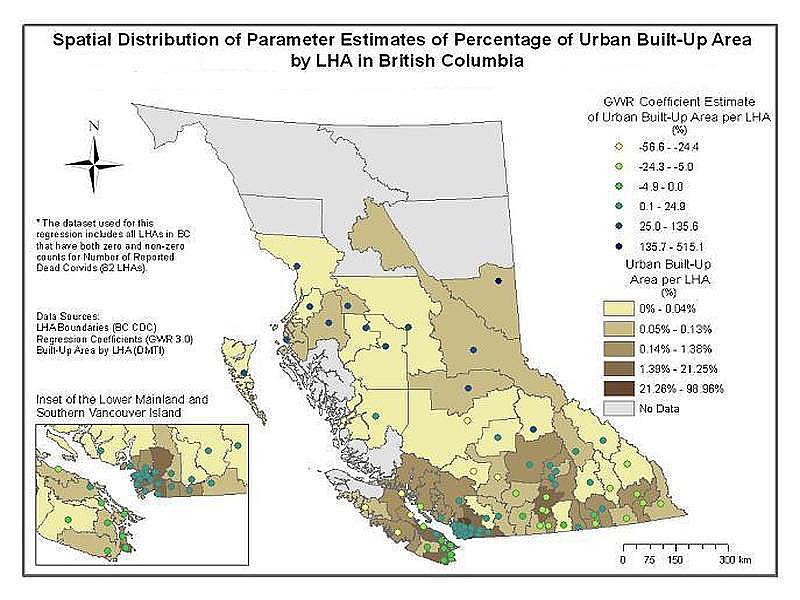 Spatial Distribution of Parameter Estimates of Percentage of Urban Built-Up Area
by LHA in British Columbia
GWR Coefficient Estimate
of Urban Built-Up Area per LHA
(%)
-56.6 - -24.4
-24.3 - -5.0
-4.9 - 0.0
0.1 - 24.9
25.0 - 135.6
135.7 - 515.1
Urban Built-Up
Area per LHA
(%)
0% - 0.04%
0.05% - 0.13%
0.14% - 1.38%
1.39% - 21.25%
21.26% - 98.96%
No Data
N
* The dataset used for this
regression includes all LHAs in BC
that have both zero and non-zero
counts for Number of Reported
Dead Corvids (82 LHAs).
Data Sources:
LHA Boundaries (BC CDC)
Regression Coefficients (GWR 3.0)
Built-Up Area by LHA (DMTI)
Inset of the Lower Mainland and
Southern Vancouver Island
0 75 150 300 km